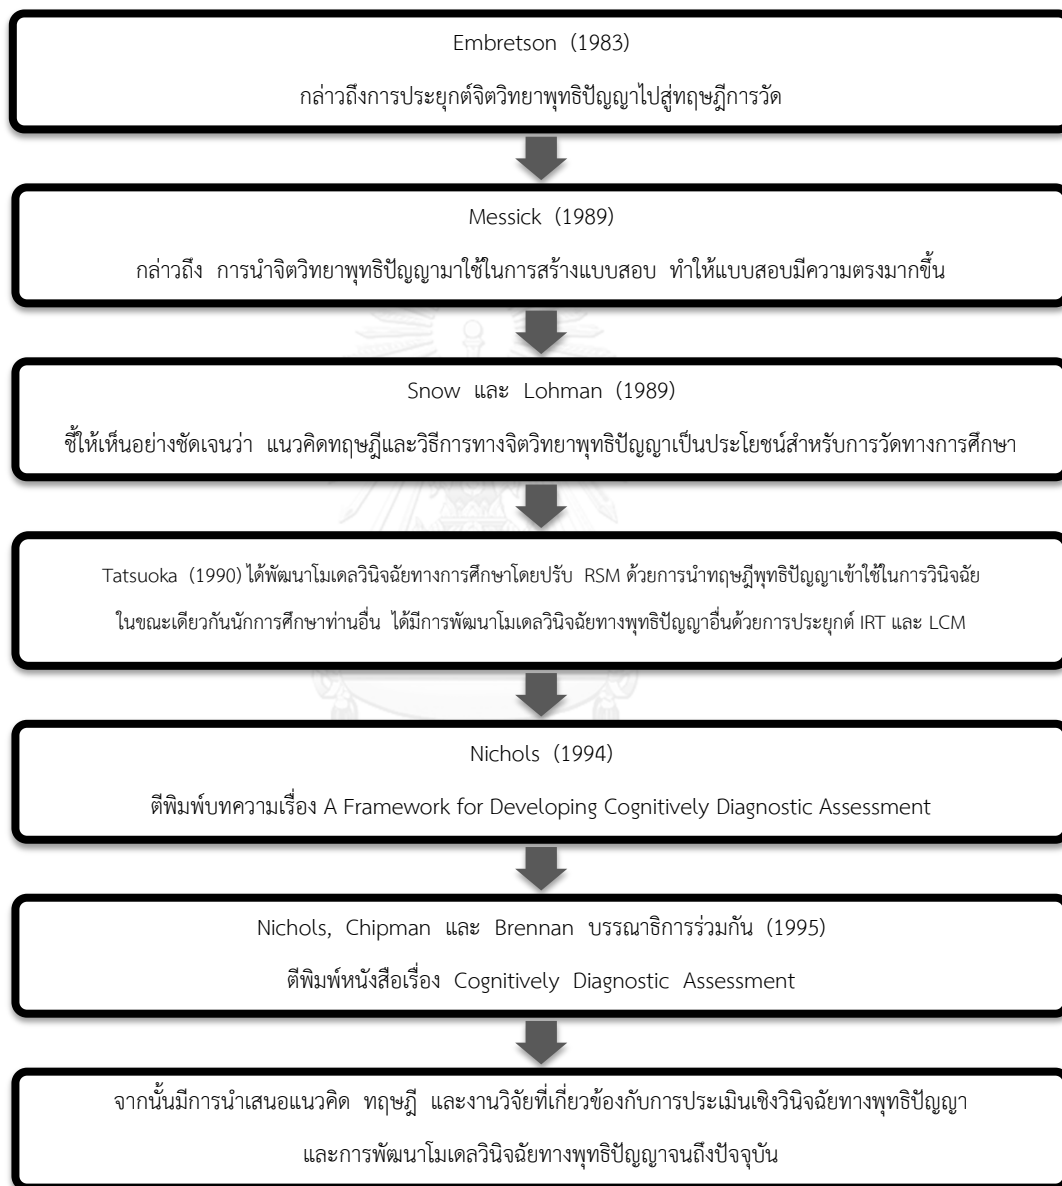 Embretson (1983)
กล่าวถึงการประยุกต์จิตวิทยาพุทธิปัญญาไปสู่ทฤษฎีการวัด
Messick (1989)
กล่าวถึง การนำจิตวิทยาพุทธิปัญญามาใช้ในการสร้างแบบสอบ ทำให้แบบสอบมีความตรงมากขึ้น
Snow และ Lohman (1989)
ชี้ให้เห็นอย่างชัดเจนว่า แนวคิดทฤษฎีและวิธีการทางจิตวิทยาพุทธิปัญญาเป็นประโยชน์สำหรับการวัดทางการศึกษา
Tatsuoka (1990) ได้พัฒนาโมเดลวินิจฉัยทางการศึกษาโดยปรับ RSM ด้วยการนำทฤษฎีพุทธิปัญญาเข้าใช้ในการวินิจฉัย
ในขณะเดียวกันนักการศึกษาท่านอื่น ได้มีการพัฒนาโมเดลวินิจฉัยทางพุทธิปัญญาอื่นด้วยการประยุกต์ IRT และ LCM
Nichols (1994)
ตีพิมพ์บทความเรื่อง A Framework for Developing Cognitively Diagnostic Assessment
Nichols, Chipman และ Brennan บรรณาธิการร่วมกัน (1995)
ตีพิมพ์หนังสือเรื่อง Cognitively Diagnostic Assessment
จากนั้นมีการนำเสนอแนวคิด ทฤษฎี และงานวิจัยที่เกี่ยวข้องกับการประเมินเชิงวินิจฉัยทางพุทธิปัญญา
และการพัฒนาโมเดลวินิจฉัยทางพุทธิปัญญาจนถึงปัจจุบัน